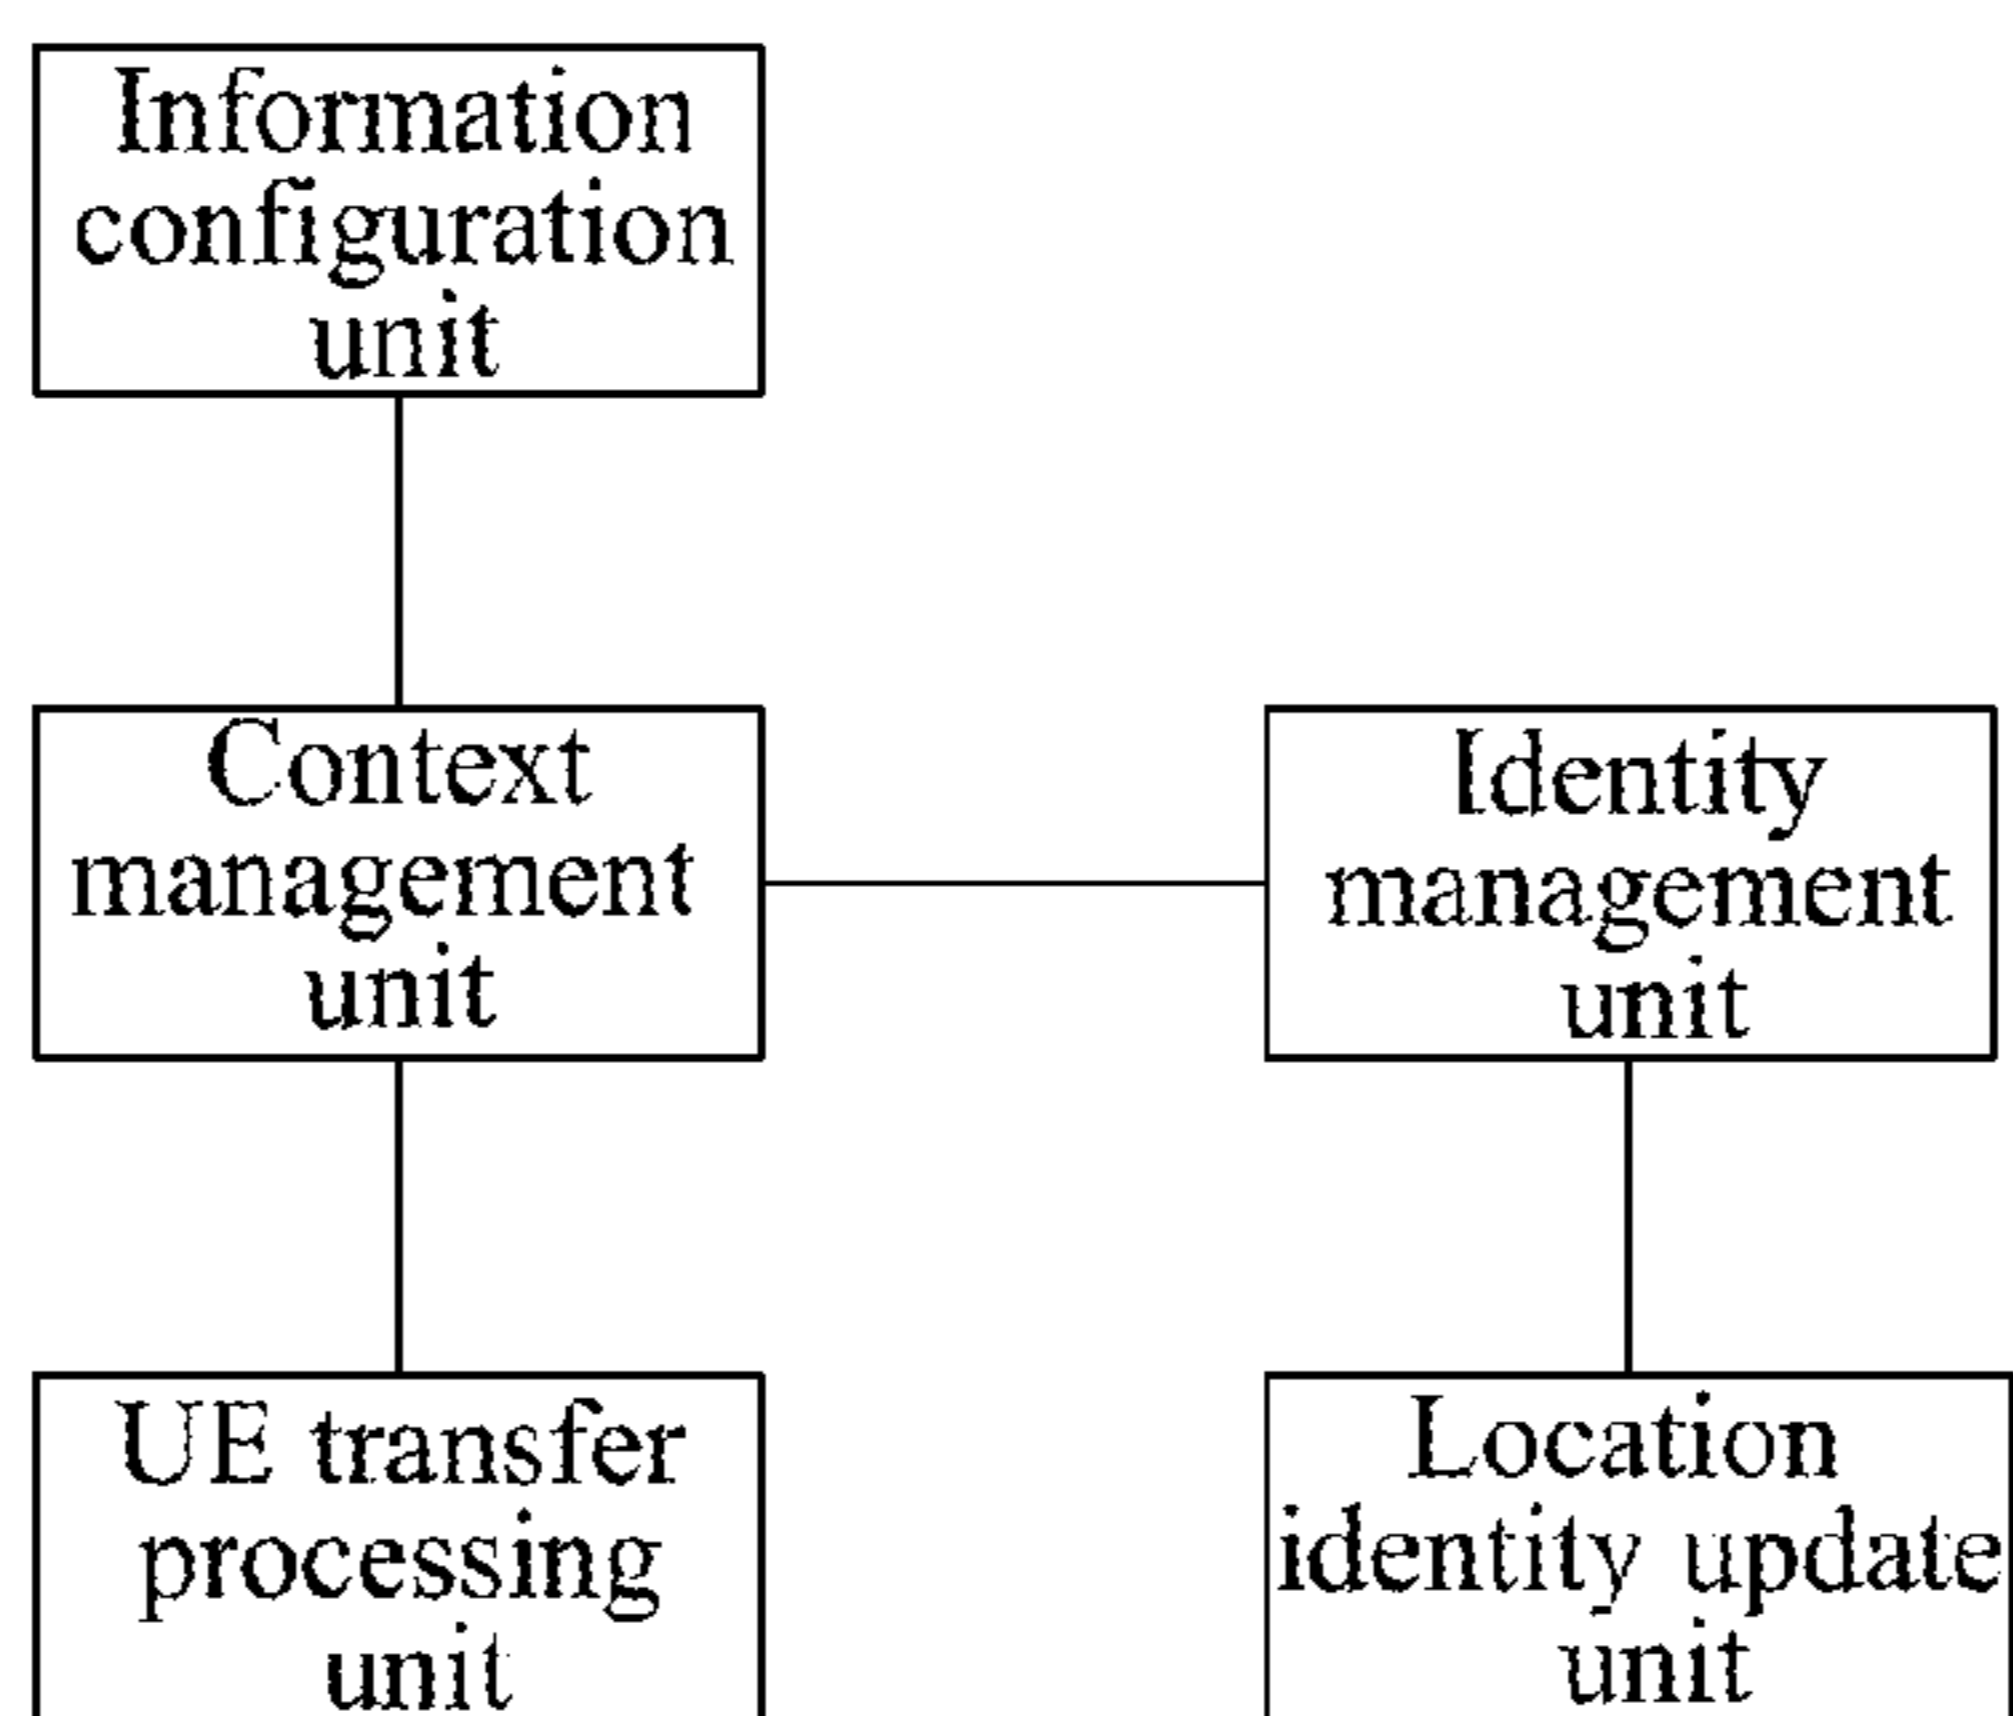 Information
configuration
unit
Context
management
unit
Identity
management
unit
UE transfer
processing
unit
Location
identity update
unit